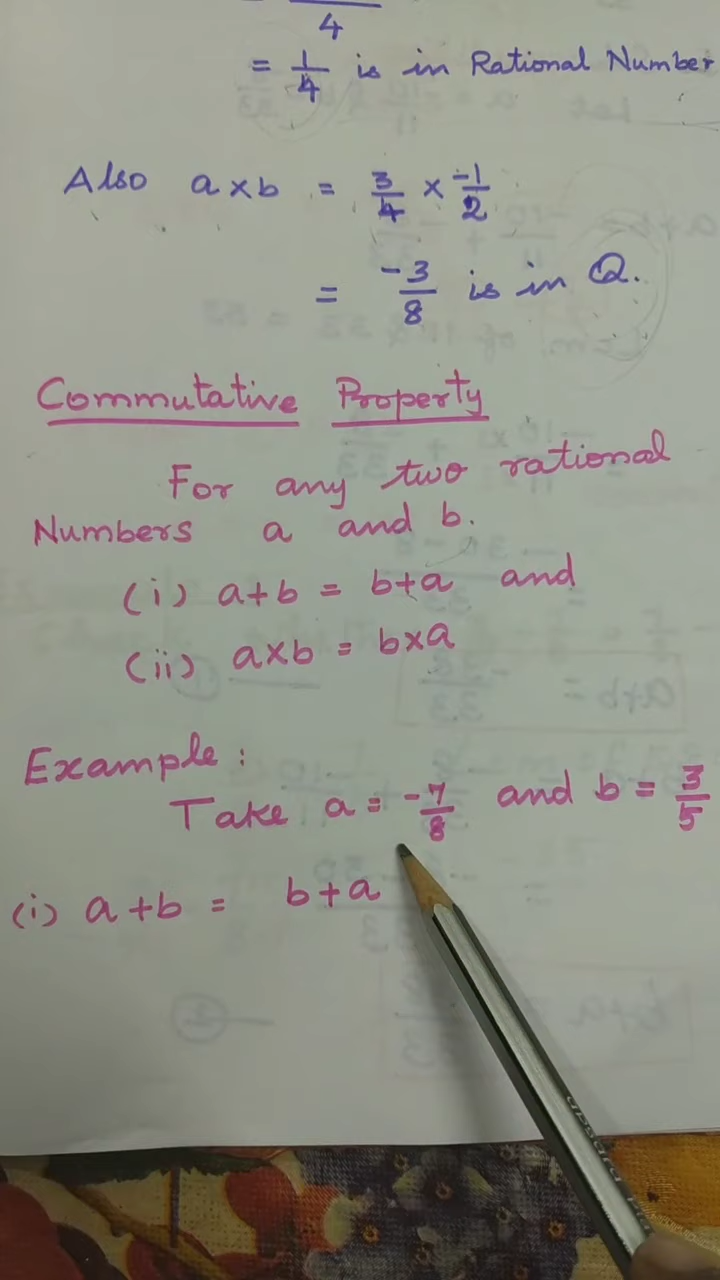 4
= 1/4 is in Rational Number
Also a×b = 3/4 × -1/2
= -3/8 is in Q.
Commutative Property
For any two rational
Numbers a and b.
(i) a+b = b+a and
(ii) a×b = b×a
Example:
Take a = -7/8 and b = 3/5
(i) a+b = b+a